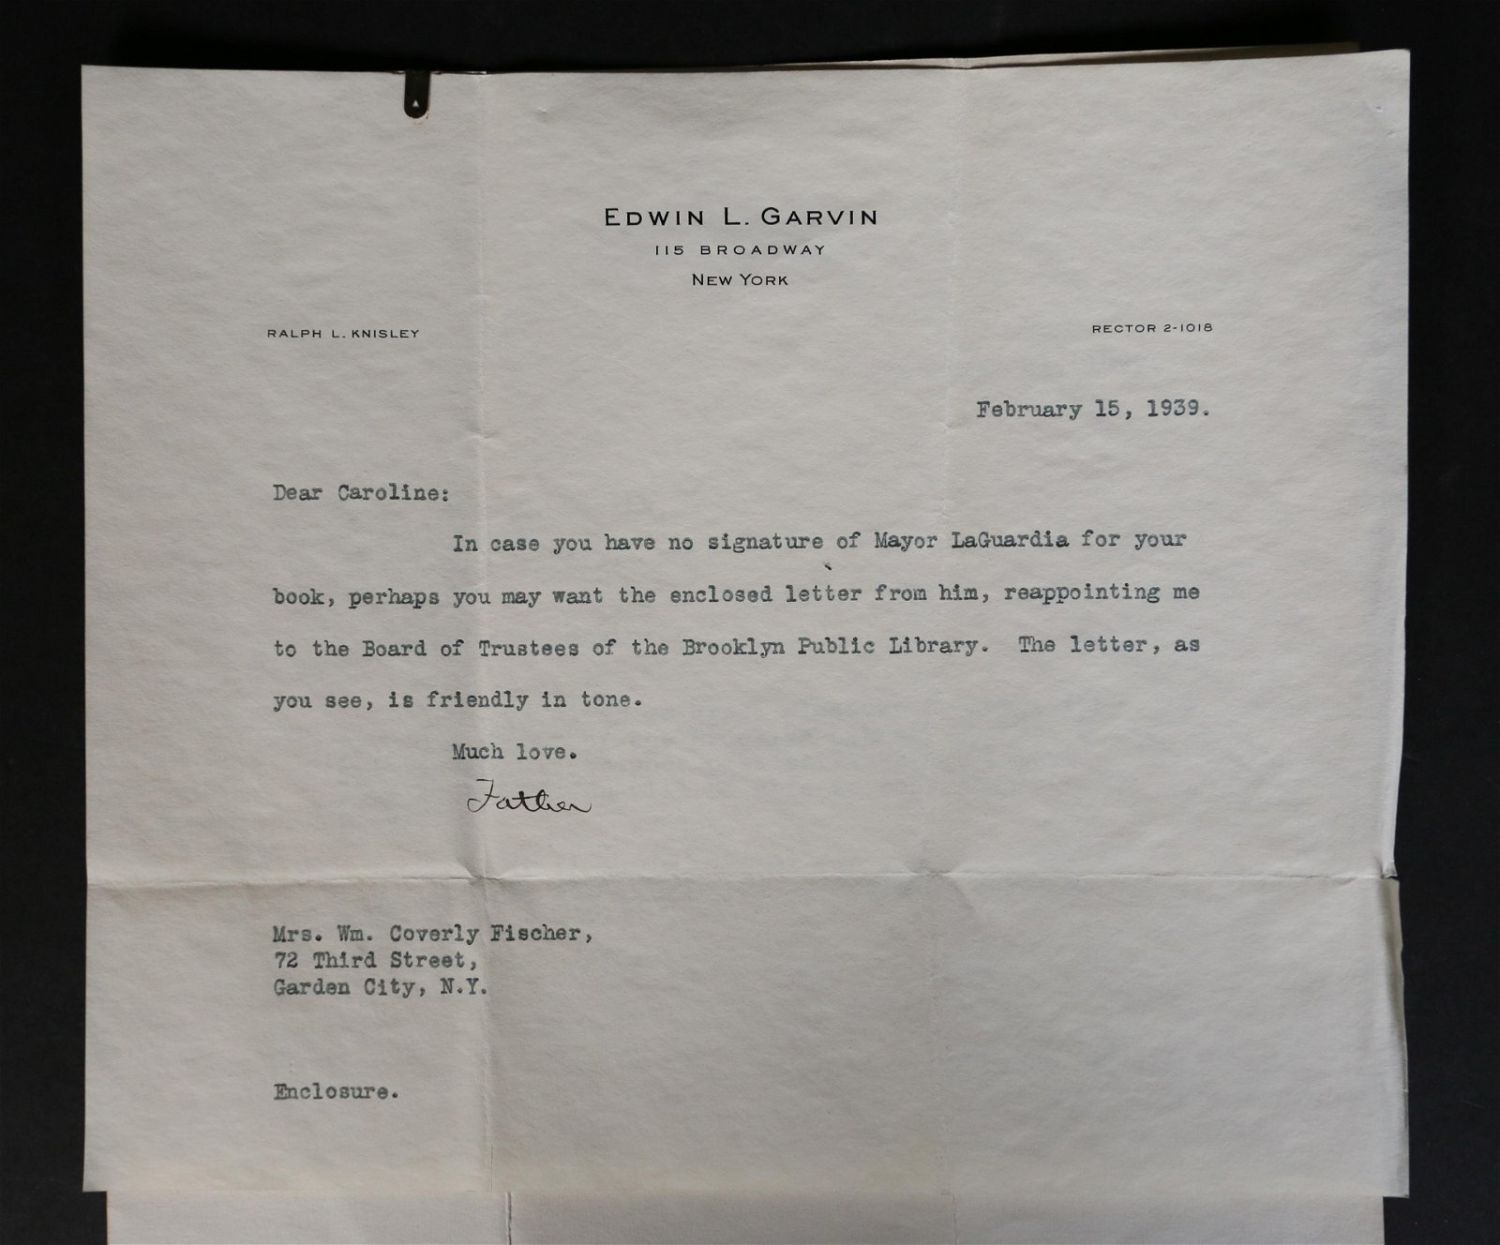 EDWIN L. GARVIN
115 BROADWAY
NEW YORK
RALPH L. KNISLEY
RECTOR 2-1018
February 15, 1939.
Dear Caroline:
In case you have no signature of Mayor LaGuardia for your
book, perhaps you may want the enclosed letter from him, reappointing me
to the Board of Trustees of the Brooklyn Public Library. The letter, as
you see, is friendly in tone.
Much love.
Father
Mrs. Wm. Coverly Fischer,
72 Third Street,
Garden City, N.Y.
Enclosure.